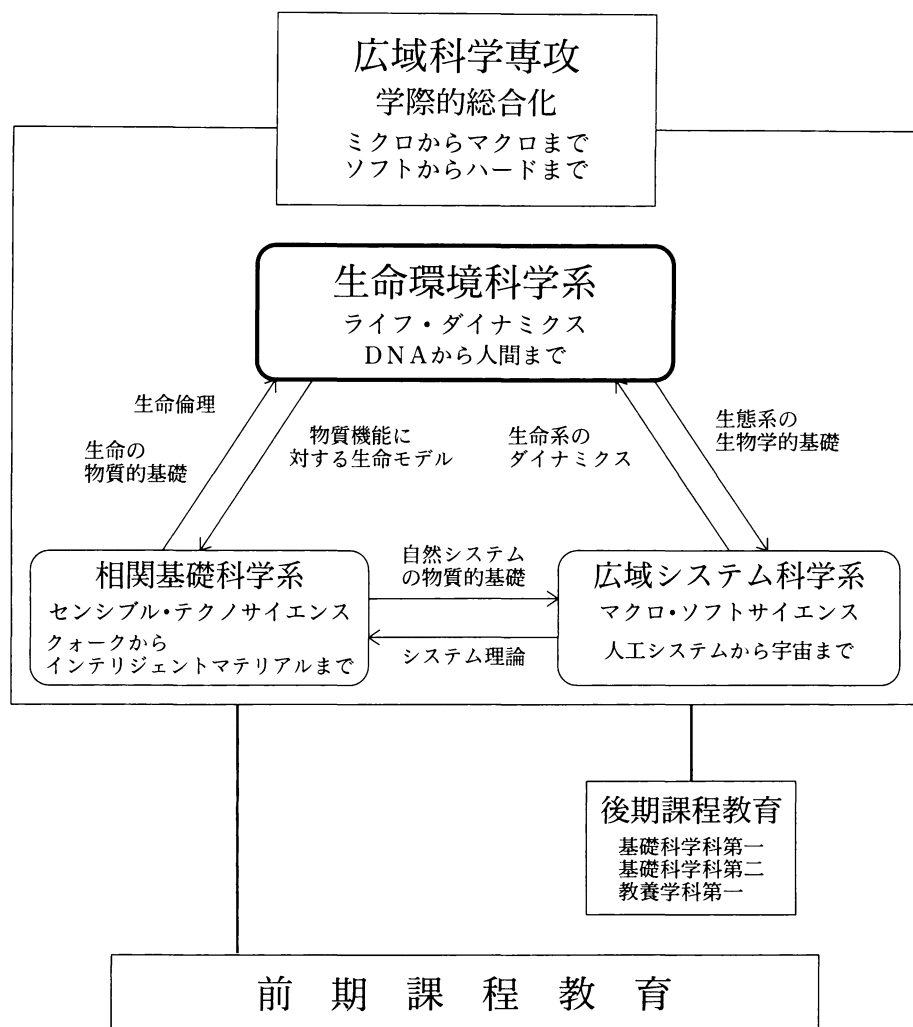 広域科学専攻
学際的総合化
ミクロからマクロまで
ソフトからハードまで
生命環境科学系
ライフ・ダイナミクス
DNAから人間まで
生命倫理
生命の
物質的基礎
物質機能に
対する生命モデル
生命系の
ダイナミクス
生態系の
生物学的基礎
相関基礎科学系
センシブル・テクノサイエンス
クォークから
インテリジェントマテリアルまで
自然システム
の物質的基礎
システム理論
広域システム科学系
マクロ・ソフトサイエンス
人工システムから宇宙まで
後期課程教育
基礎科学科第一
基礎科学科第二
教養学科第一
前期課程教育